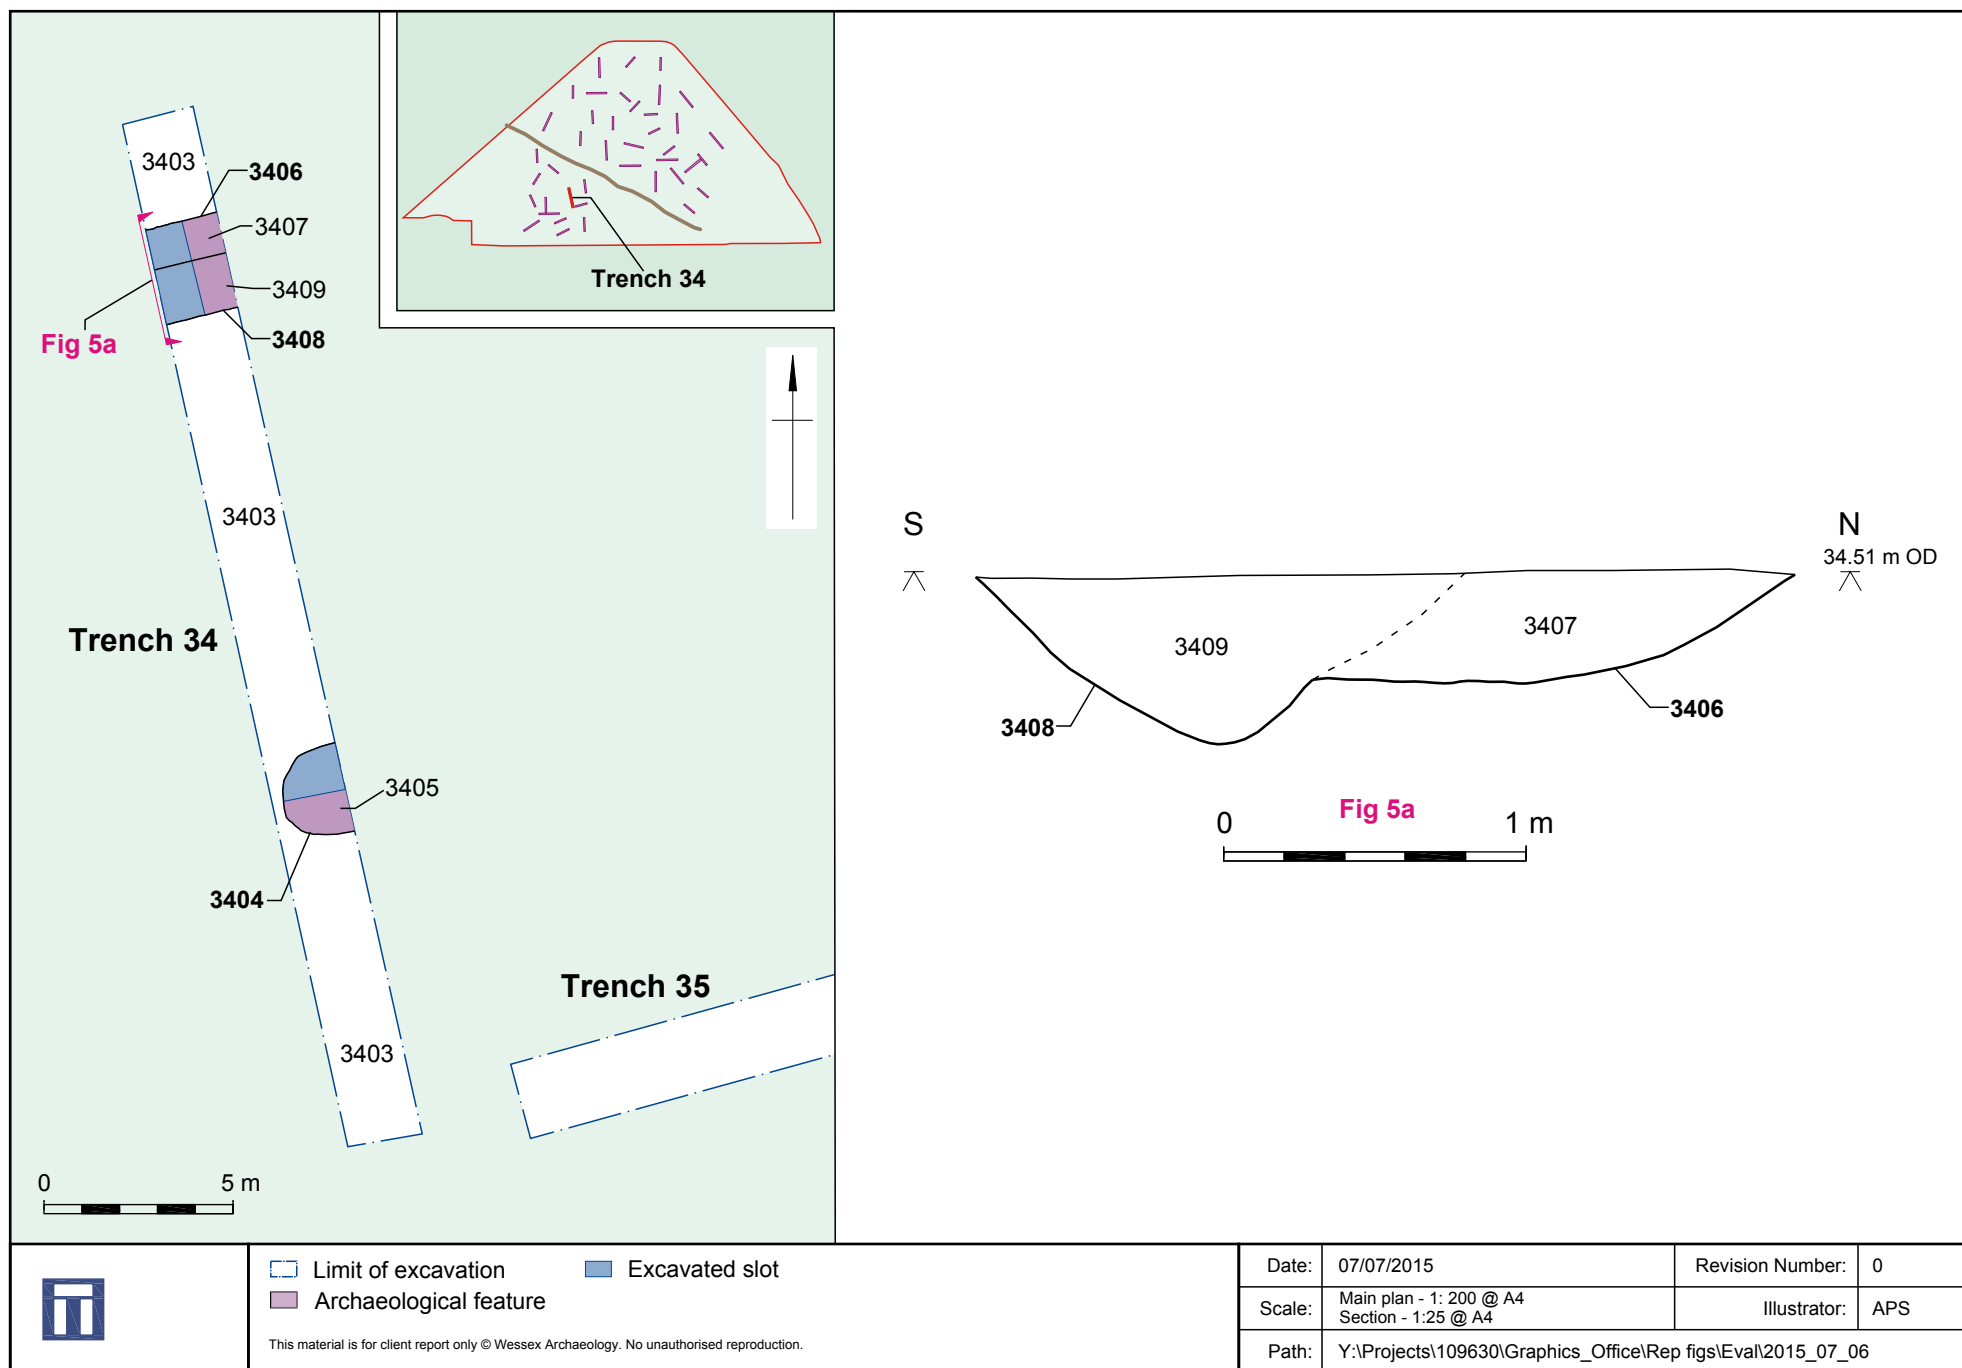 3403
3406
3407
3409
3408
Fig 5a
Trench 34
3403
Trench 34
3405
3404
Trench 35
3403
0 5 m
S
N
34.51 m OD
3409
3407
3408
3406
Fig 5a
0 1 m
Limit of excavation
Excavated slot
Archaeological feature
This material is for client report only © Wessex Archaeology. No unauthorised reproduction.
Date: 07/07/2015 Revision Number: 0
Scale: Main plan - 1: 200 @ A4
Section - 1:25 @ A4
Illustrator: APS
Path: Y:\Projects\109630\Graphics_Office\Rep figs\Eval\2015_07_06